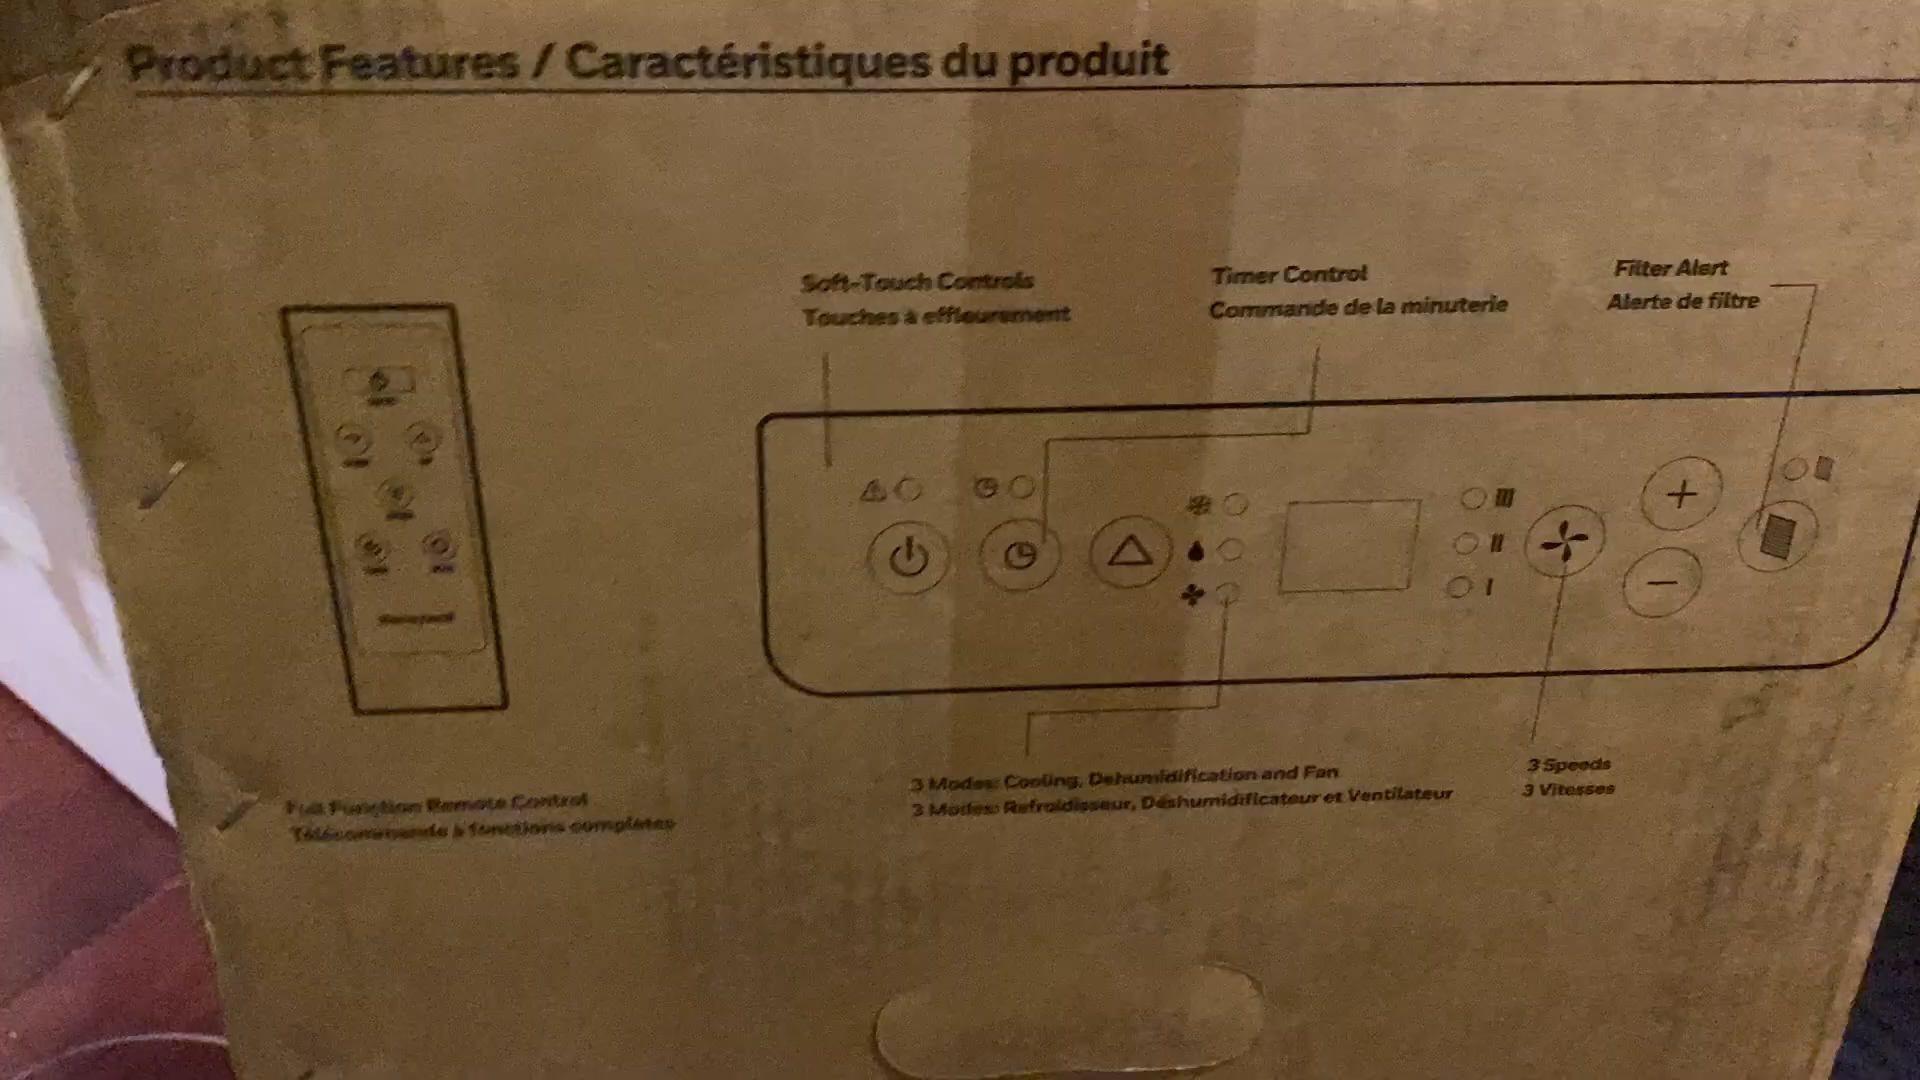 Product Features / Caractéristiques du produit
Soft-Touch Controls
Touches à effleurement
Timer Control
Commande de la minuterie
Filter Alert
Alerte de filtre
Honeywell
3 Modes: Cooling, Dehumidification and Fan
3 Modes: Refroidisseur, Déshumidificateur et Ventilateur
3 Speeds
3 Vitesses
Full Function Remote Control
Télécommande à fonctions complètes